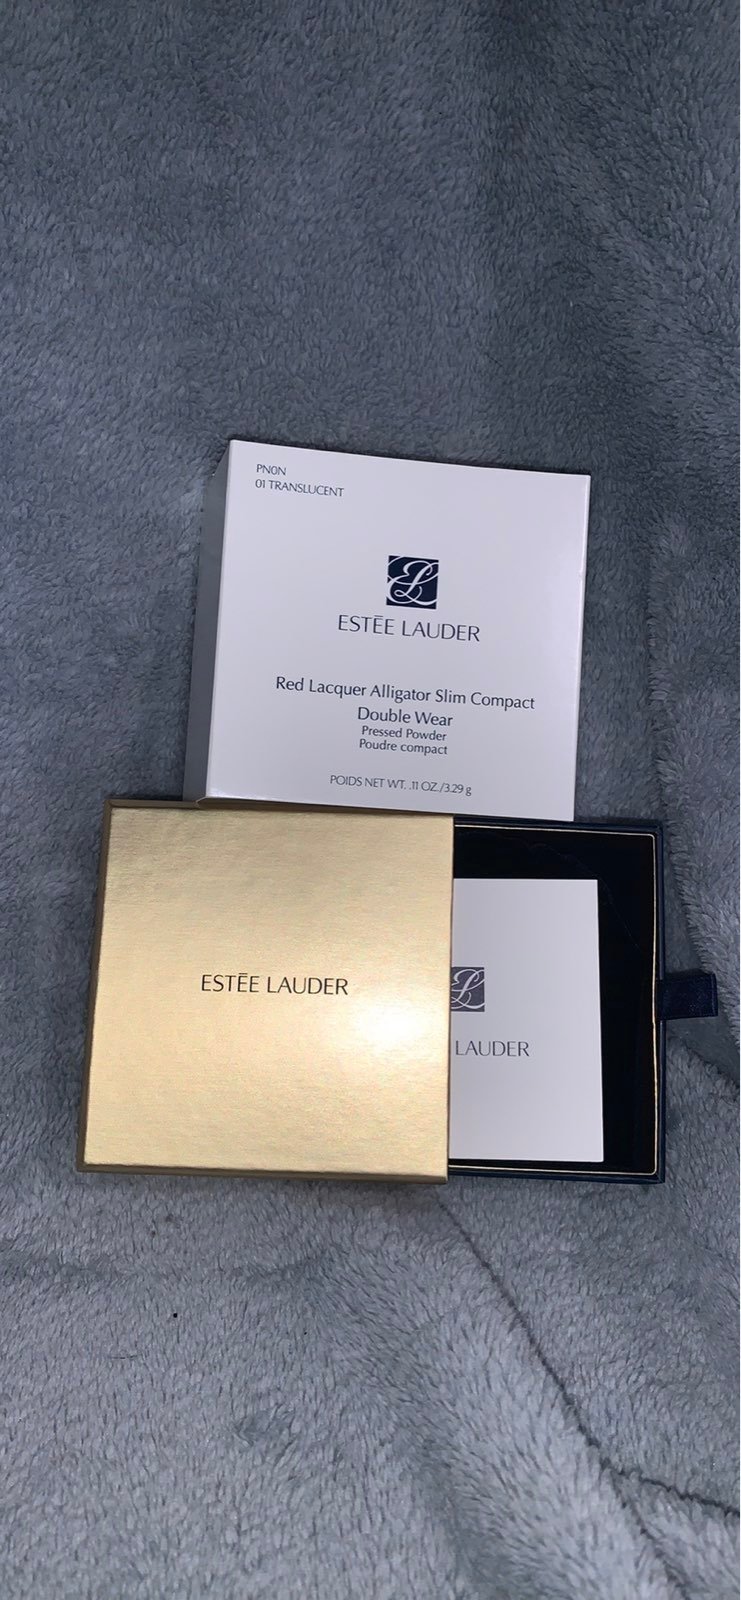 PN0N
01 TRANSLUCENT
ESTĒE LAUDER
Red Lacquer Alligator Slim Compact
Double Wear
Pressed Powder
Poudre compact
POIDS NET WT. .11 OZ./3.29 g
ESTĒE LAUDER
LAUDER